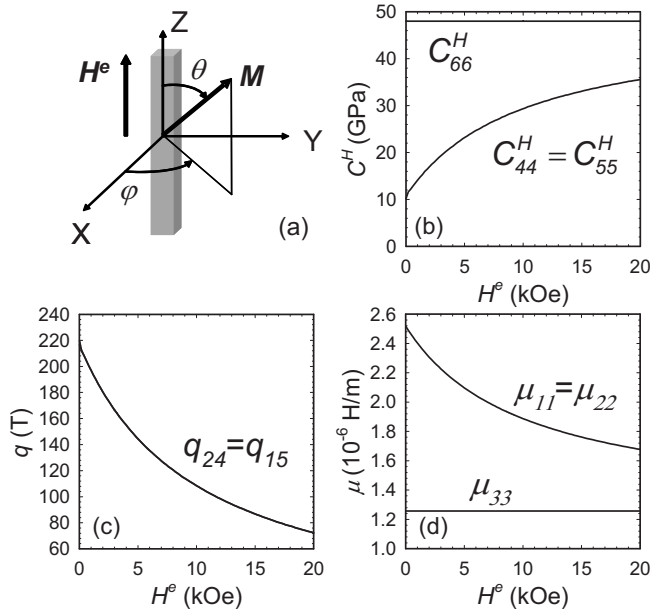 Z
H^e
θ
M
Y
φ
X
(a)
50
40
30
20
10
0
C^H (GPa)
C_66^H
C_44^H = C_55^H
(b)
0 5 10 15 20
H^e (kOe)
240
220
200
180
160
140
120
100
80
60
q (T)
q_24=q_15
(c)
0 5 10 15 20
H^e (kOe)
2.6
2.4
2.2
2.0
1.8
1.6
1.4
1.2
1.0
μ (10^-6 H/m)
μ_11=μ_22
μ_33
(d)
0 5 10 15 20
H^e (kOe)